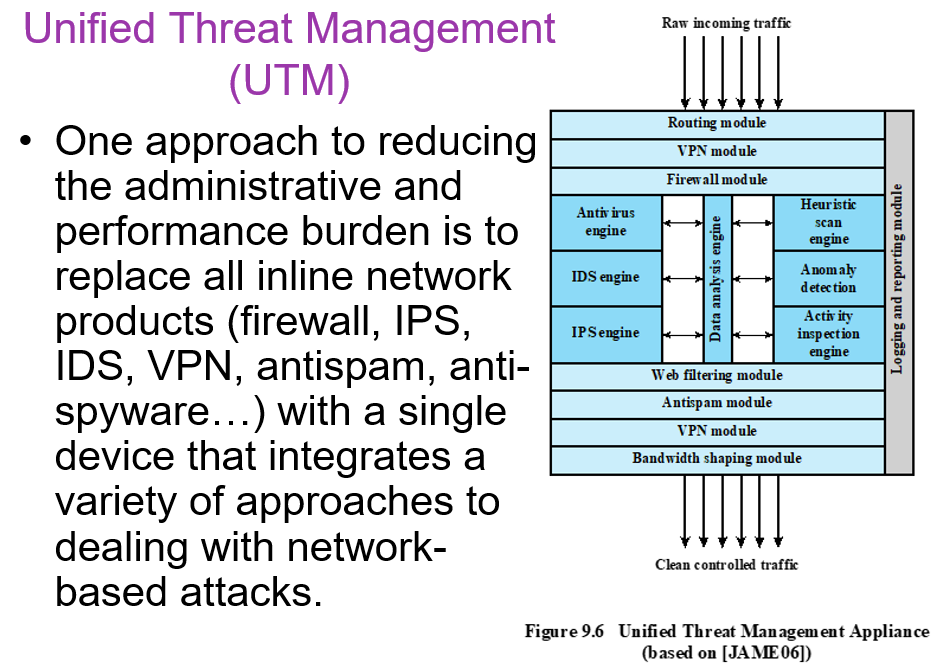 Unified Threat Management
(UTM)
• One approach to reducing
the administrative and
performance burden is to
replace all inline network
products (firewall, IPS,
IDS, VPN, antispam, anti-
spyware…) with a single
device that integrates a
variety of approaches to
dealing with network-
based attacks.
Raw incoming traffic
Routing module
VPN module
Firewall module
Antivirus
engine
IDS engine
IPS engine
Data analysis engine
Heuristic
scan
engine
Anomaly
detection
Activity
inspection
engine
Logging and reporting module
Web filtering module
Antispam module
VPN module
Bandwidth shaping module
Clean controlled traffic
Figure 9.6 Unified Threat Management Appliance
(based on [JAME06])